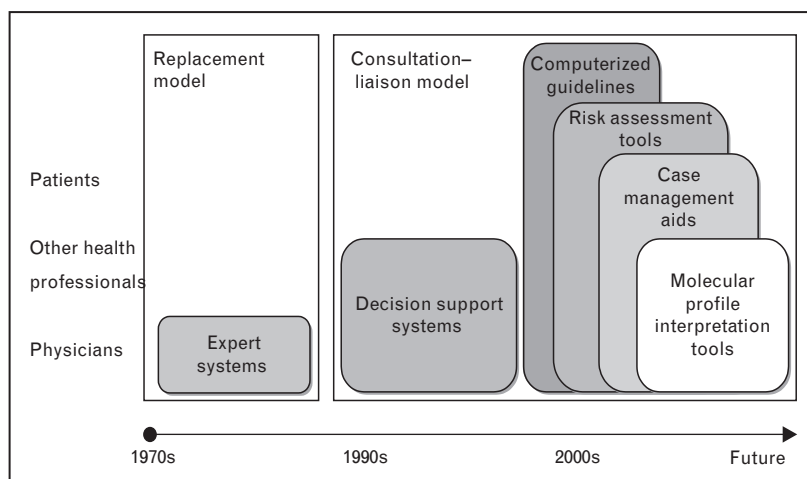 Replacement
model
Consultation–
liaison model
Computerized
guidelines
Risk assessment
tools
Case
management
aids
Molecular
profile
interpretation
tools
Decision support
systems
Expert
systems
Patients
Other health
professionals
Physicians
1970s
1990s
2000s
Future